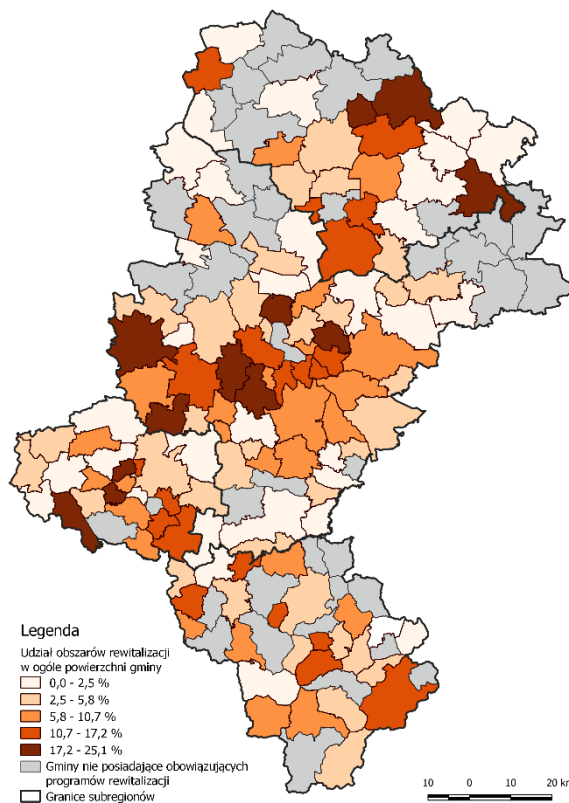 Legenda
Udział obszarów rewitalizacji
w ogóle powierzchni gminy
0,0 - 2,5 %
2,5 - 5,8 %
5,8 - 10,7 %
10,7 - 17,2 %
17,2 - 25,1 %
Gminy nie posiadające obowiązujących
programów rewitalizacji
Granice subregionów
10 0 10 20 km